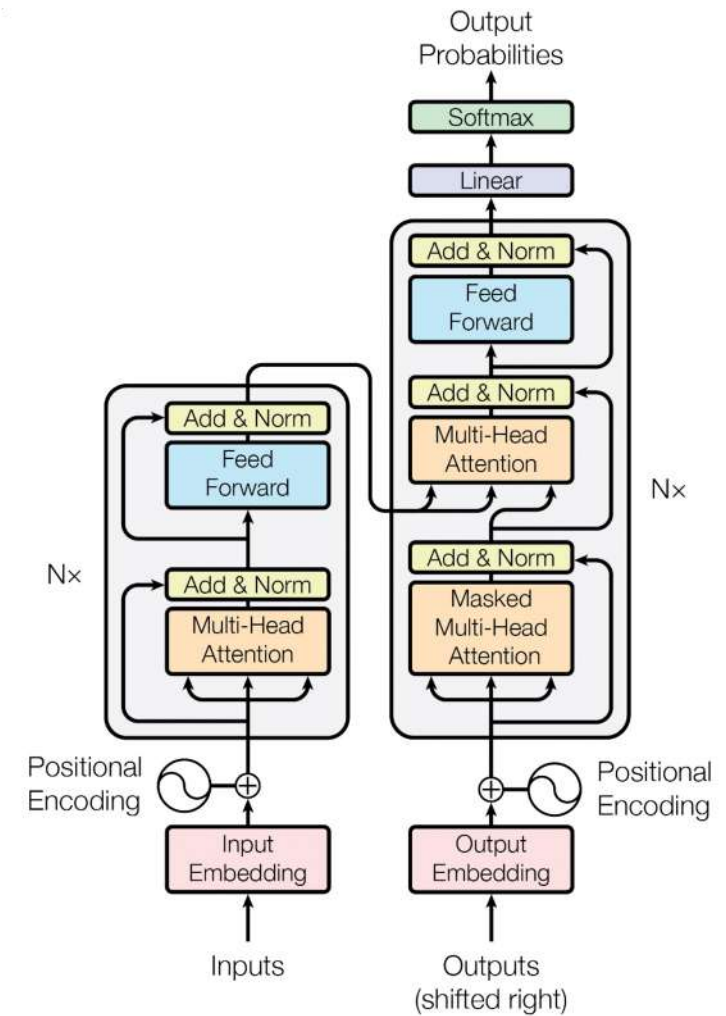 Output
Probabilities
Softmax
Linear
Add & Norm
Feed
Forward
Add & Norm
Multi-Head
Attention
Nx
Add & Norm
Masked
Multi-Head
Attention
Add & Norm
Feed
Forward
Nx
Add & Norm
Multi-Head
Attention
Positional
Encoding
Positional
Encoding
Input
Embedding
Output
Embedding
Inputs
Outputs
(shifted right)